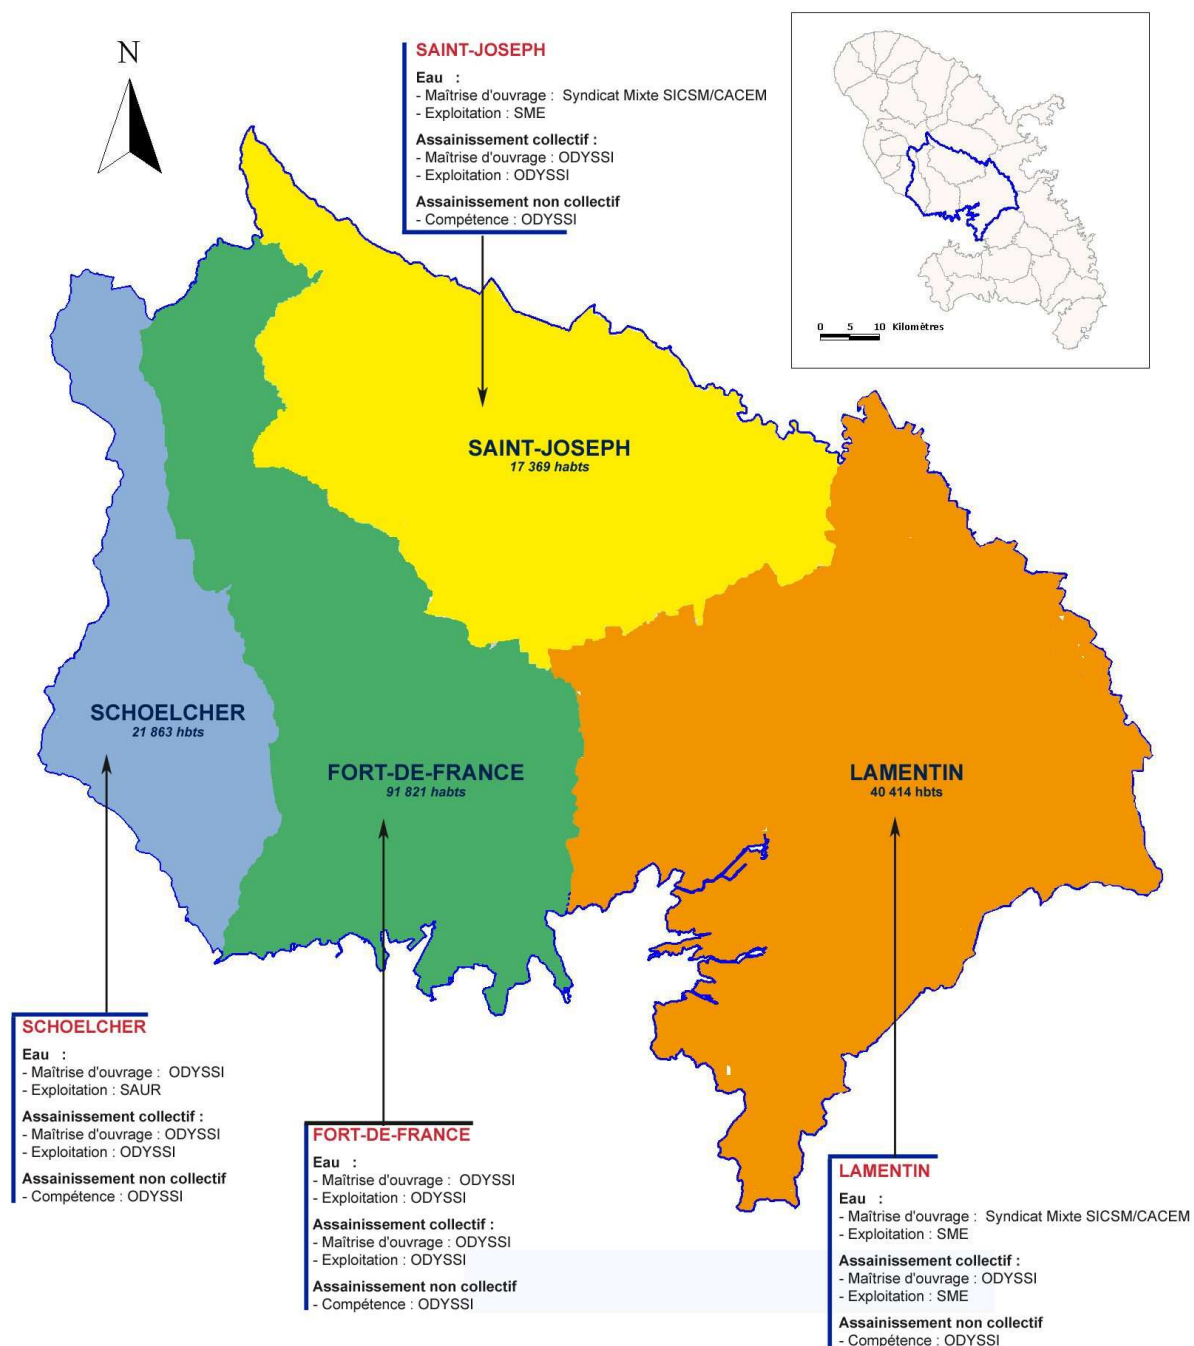 N
SAINT-JOSEPH
Eau :
- Maîtrise d'ouvrage : Syndicat Mixte SICSM/CACEM
- Exploitation : SME
Assainissement collectif :
- Maîtrise d'ouvrage : ODYSSI
- Exploitation : ODYSSI
Assainissement non collectif
- Compétence : ODYSSI
0 5 10 Kilomètres
SAINT-JOSEPH
17 369 habts
SCHOELCHER
21 863 hbts
FORT-DE-FRANCE
91 821 habts
LAMENTIN
40 414 hbts
SCHOELCHER
Eau :
- Maîtrise d'ouvrage : ODYSSI
- Exploitation : SAUR
Assainissement collectif :
- Maîtrise d'ouvrage : ODYSSI
- Exploitation : ODYSSI
Assainissement non collectif
- Compétence : ODYSSI
FORT-DE-FRANCE
Eau :
- Maîtrise d'ouvrage : ODYSSI
- Exploitation : ODYSSI
Assainissement collectif :
- Maîtrise d'ouvrage : ODYSSI
- Exploitation : ODYSSI
Assainissement non collectif
- Compétence : ODYSSI
LAMENTIN
Eau :
- Maîtrise d'ouvrage : Syndicat Mixte SICSM/CACEM
- Exploitation : SME
Assainissement collectif :
- Maîtrise d'ouvrage : ODYSSI
- Exploitation : SME
Assainissement non collectif
- Compétence : ODYSSI